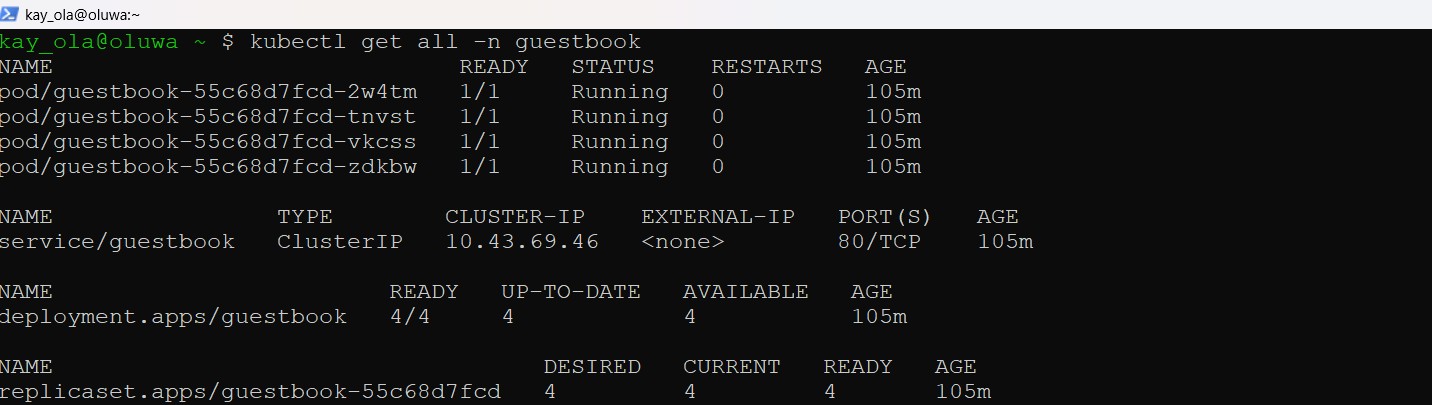 kay_ola@oluwa:~
kay_ola@oluwa ~ $ kubectl get all -n guestbook
NAME READY STATUS RESTARTS AGE
pod/guestbook-55c68d7fcd-2w4tm 1/1 Running 0 105m
pod/guestbook-55c68d7fcd-tnvst 1/1 Running 0 105m
pod/guestbook-55c68d7fcd-vkcss 1/1 Running 0 105m
pod/guestbook-55c68d7fcd-zdkbw 1/1 Running 0 105m
NAME TYPE CLUSTER-IP EXTERNAL-IP PORT(S) AGE
service/guestbook ClusterIP 10.43.69.46 <none> 80/TCP 105m
NAME READY UP-TO-DATE AVAILABLE AGE
deployment.apps/guestbook 4/4 4 4 105m
NAME DESIRED CURRENT READY AGE
replicaset.apps/guestbook-55c68d7fcd 4 4 4 105m